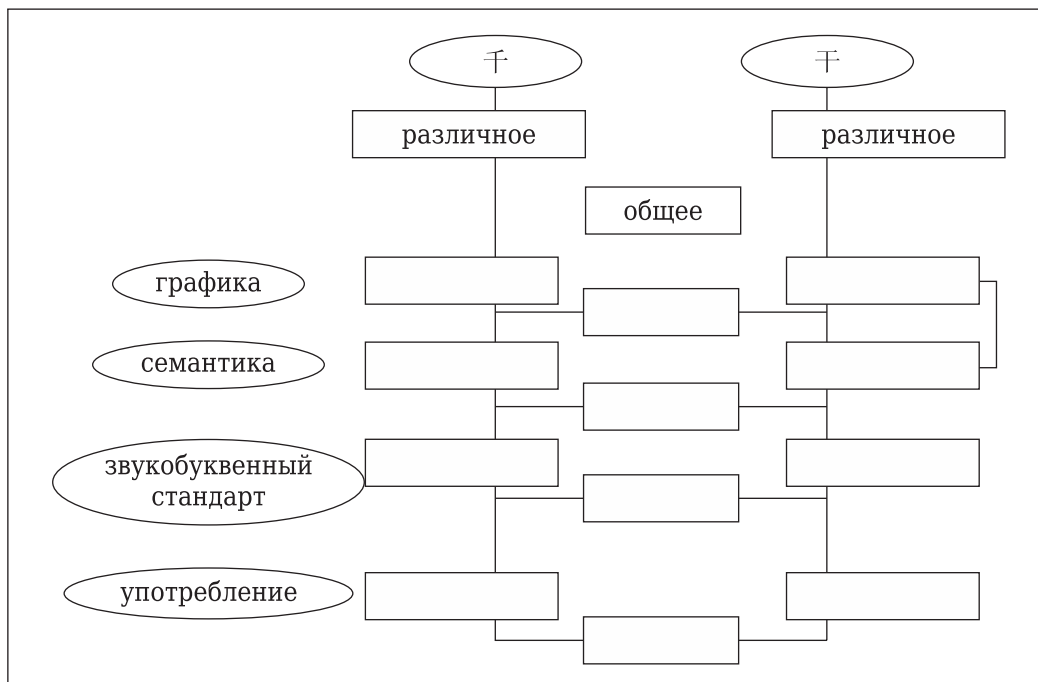 千
干
различное
различное
общее
графика
семантика
звукобуквенный
стандарт
употребление